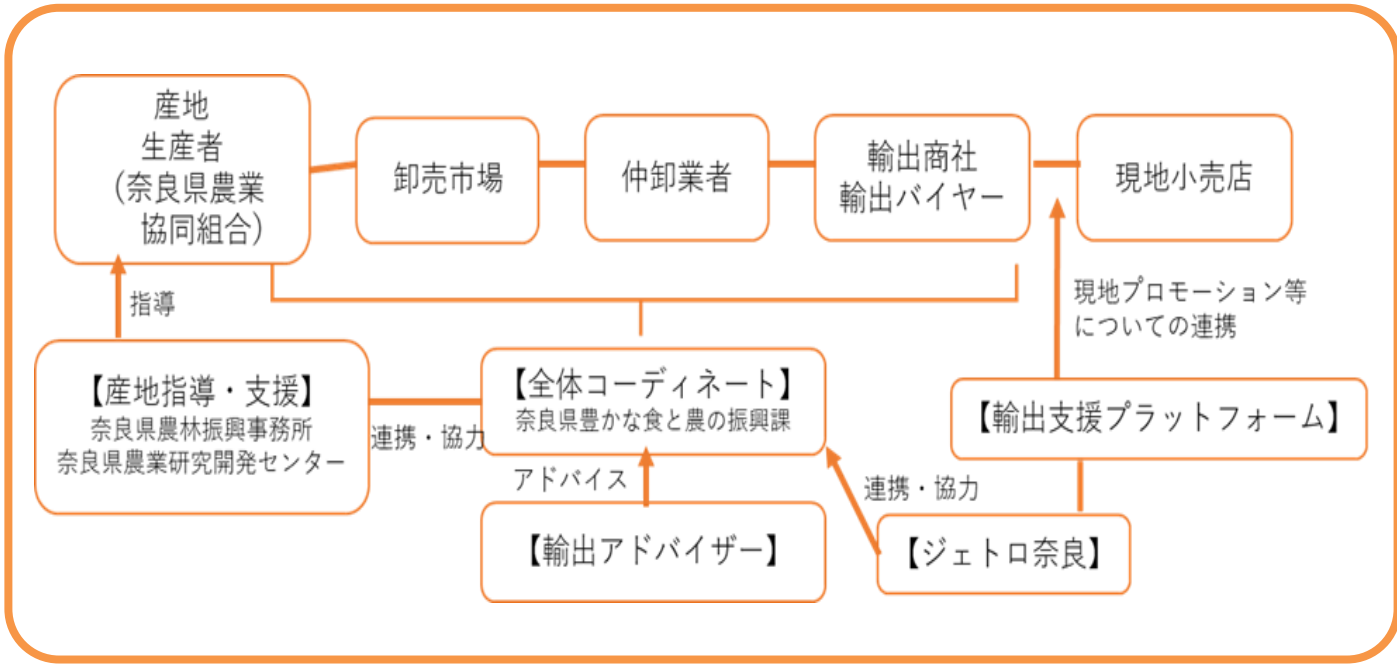 産地
生産者
(奈良県農業
協同組合)
卸売市場
仲卸業者
輸出商社
輸出バイヤー
現地小売店
指導
現地プロモーション等
についての連携
【産地指導・支援】
奈良県農林振興事務所
奈良県農業研究開発センター
連携・協力
【全体コーディネート】
奈良県豊かな食と農の振興課
【輸出支援プラットフォーム】
アドバイス
連携・協力
【輸出アドバイザー】
【ジェトロ奈良】